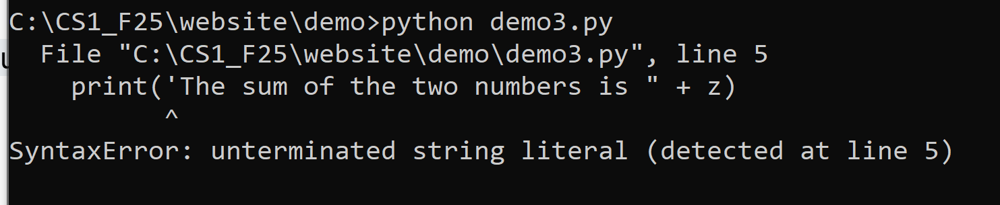 C:\CS1_F25\website\demo>python demo3.py
  File "C:\CS1_F25\website\demo\demo3.py", line 5
    print('The sum of the two numbers is " + z)
          ^
SyntaxError: unterminated string literal (detected at line 5)